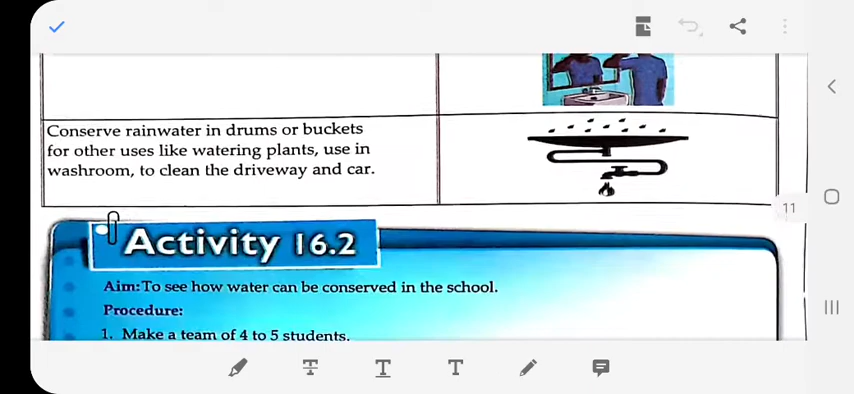 Conserve rainwater in drums or buckets
for other uses like watering plants, use in
washroom, to clean the driveway and car.
11
Activity 16.2
Aim: To see how water can be conserved in the school.
Procedure:
1. Make a team of 4 to 5 students.